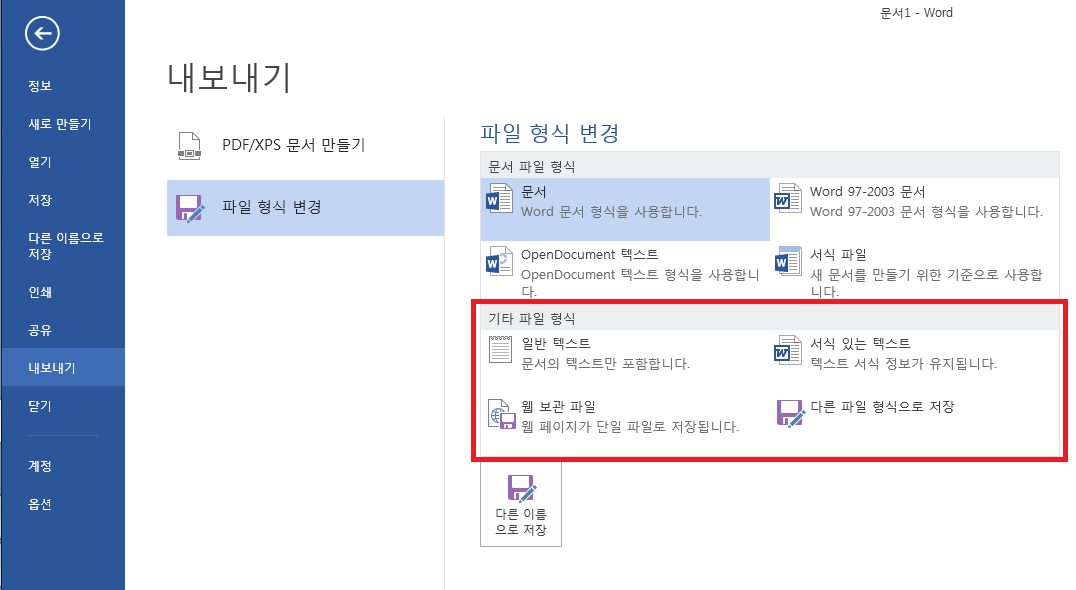 문서1 - Word
정보
새로 만들기
열기
저장
다른 이름으로
저장
인쇄
공유
내보내기
닫기
계정
옵션
내보내기
PDF/XPS 문서 만들기
파일 형식 변경
파일 형식 변경
문서 파일 형식
문서
Word 문서 형식을 사용합니다.
Word 97-2003 문서
Word 97-2003 문서 형식을 사용합니다.
OpenDocument 텍스트
OpenDocument 텍스트 형식을 사용합니
다.
서식 파일
새 문서를 만들기 위한 기준으로 사용합
니다.
기타 파일 형식
일반 텍스트
문서의 텍스트만 포함합니다.
서식 있는 텍스트
텍스트 서식 정보가 유지됩니다.
웹 보관 파일
웹 페이지가 단일 파일로 저장됩니다.
다른 파일 형식으로 저장
다른 이름
으로 저장